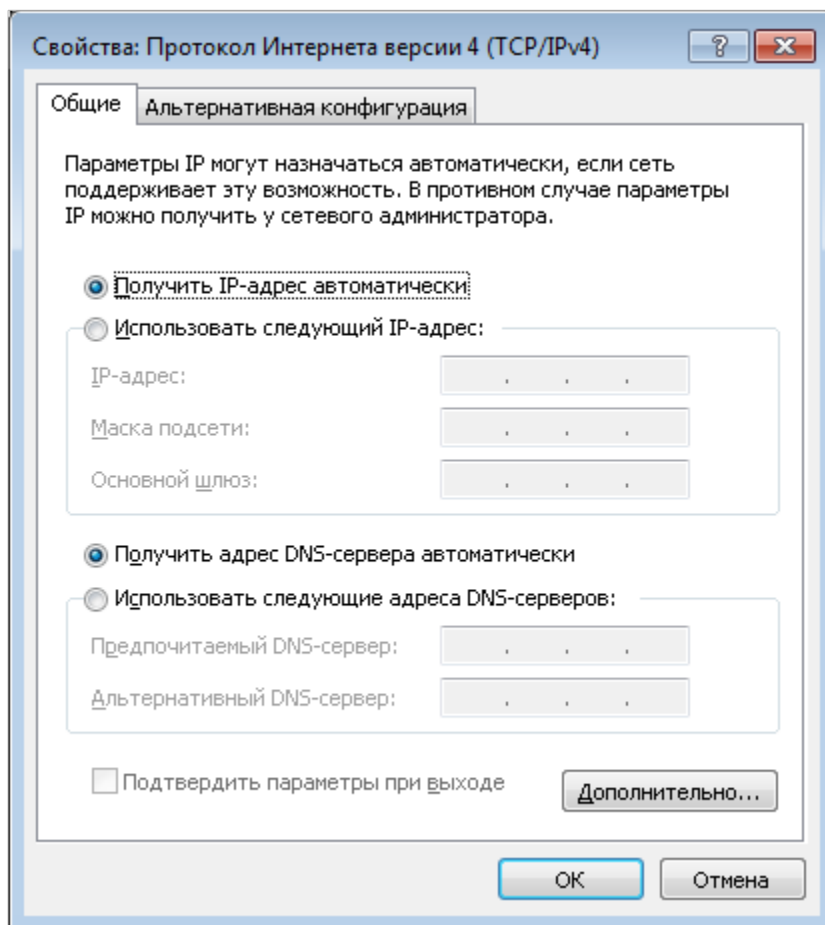 Свойства: Протокол Интернета версии 4 (TCP/IPv4)
Общие
Альтернативная конфигурация
Параметры IP могут назначаться автоматически, если сеть
поддерживает эту возможность. В противном случае параметры
IP можно получить у сетевого администратора.
Получить IP-адрес автоматически
Использовать следующий IP-адрес:
IP-адрес:
Маска подсети:
Основной шлюз:
Получить адрес DNS-сервера автоматически
Использовать следующие адреса DNS-серверов:
Предпочитаемый DNS-сервер:
Альтернативный DNS-сервер:
Подтвердить параметры при выходе
Дополнительно...
ОК
Отмена